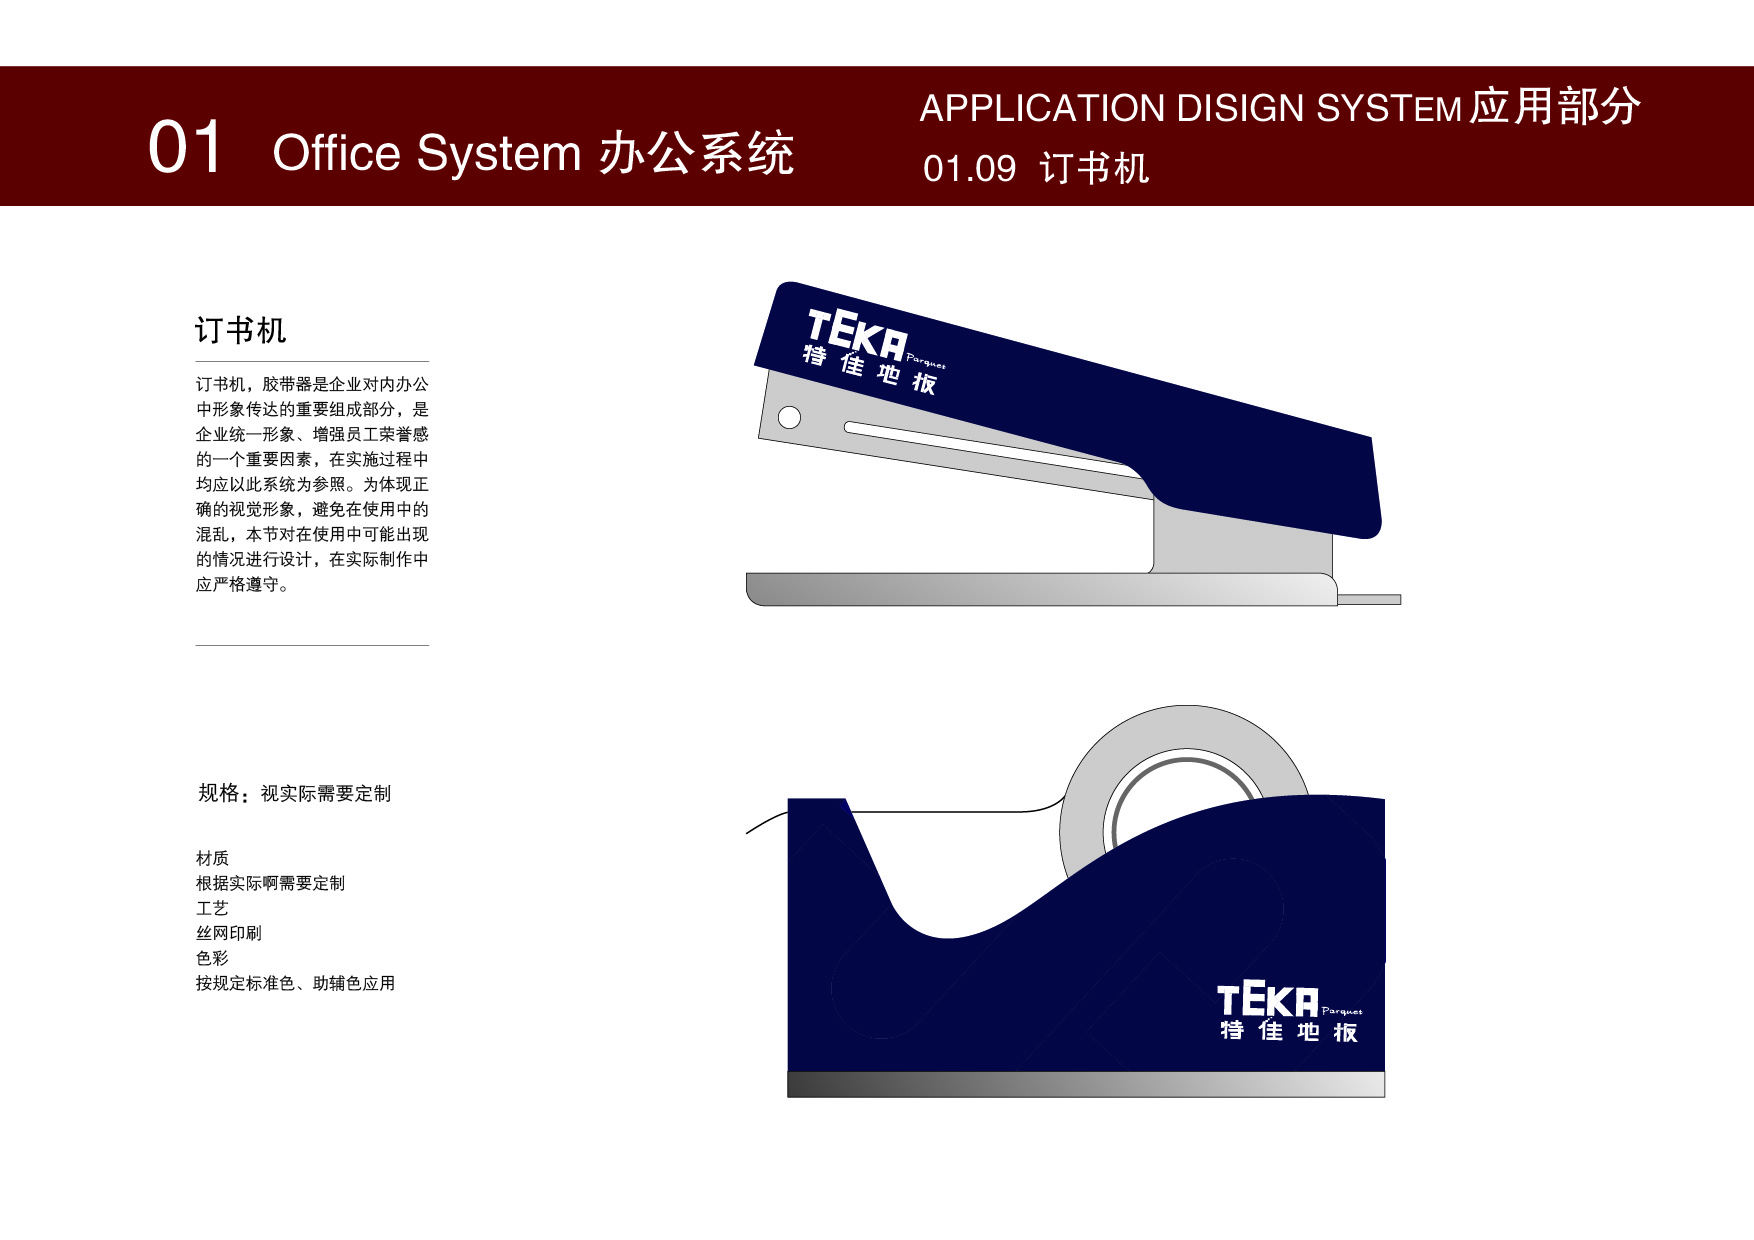 01 Office System 办公系统
APPLICATION DISIGN SYSTEM 应用部分
01.09 订书机
订书机
订书机，胶带器是企业对内办公
中形象传达的重要组成部分，是
企业统一形象、增强员工荣誉感
的一个重要因素，在实施过程中
均应以此系统为参照。为体现正
确的视觉形象，避免在使用中的
混乱，本节对在使用中可能出现
的情况进行设计，在实际制作中
应严格遵守。
规格：视实际需要定制
材质
根据实际啊需要定制
工艺
丝网印刷
色彩
按规定标准色、助辅色应用
TEKA Parquet
特佳地板
TEKA Parquet
特佳地板